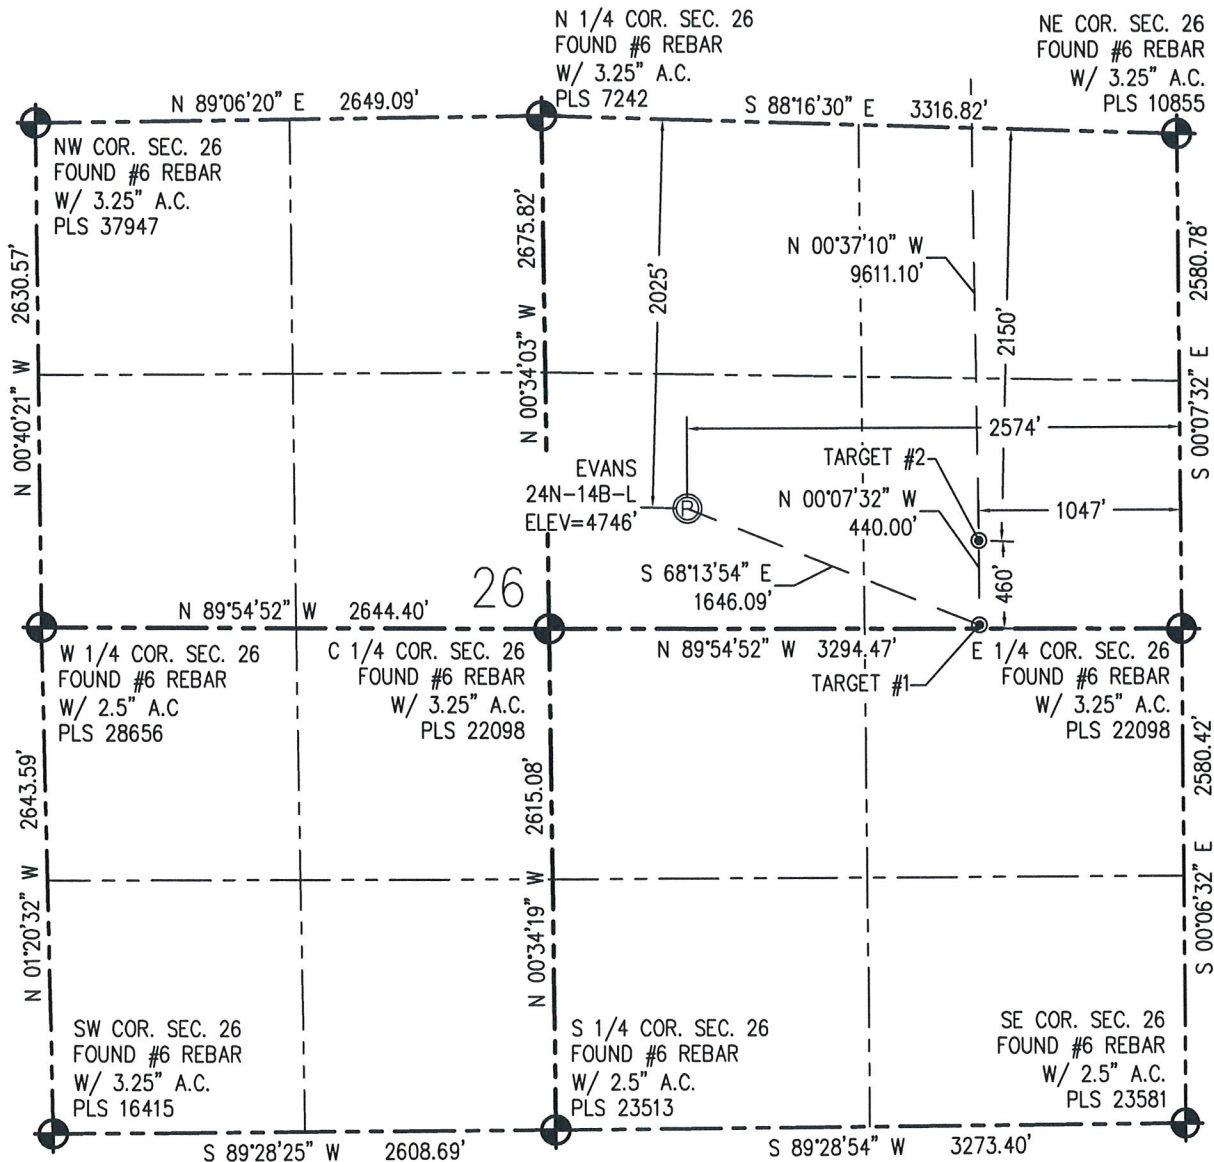 N 1/4 COR. SEC. 26
FOUND #6 REBAR
W/ 3.25" A.C.
PLS 7242
NE COR. SEC. 26
FOUND #6 REBAR
W/ 3.25" A.C.
PLS 10855
N 89°06'20" E 2649.09'
S 88°16'30" E 3316.82'
NW COR. SEC. 26
FOUND #6 REBAR
W/ 3.25" A.C.
PLS 37947
N 00°40'21" W 2630.57'
N 00°34'03" W 2675.82'
2025'
N 00°37'10" W
9611.10'
2150'
S 00°07'32" E 2580.78'
2574'
TARGET #2
EVANS
24N-14B-L
ELEV=4746'
P
N 00°07'32" W
440.00'
1047'
460'
S 68°13'54" E
1646.09'
26
N 89°54'52" W 2644.40'
N 89°54'52" W 3294.47'
TARGET #1
W 1/4 COR. SEC. 26
FOUND #6 REBAR
W/ 2.5" A.C
PLS 28656
C 1/4 COR. SEC. 26
FOUND #6 REBAR
W/ 3.25" A.C.
PLS 22098
E 1/4 COR. SEC. 26
FOUND #6 REBAR
W/ 3.25" A.C.
PLS 22098
N 01°20'32" W 2643.59'
N 00°34'19" W 2615.08'
S 00°06'32" E 2580.42'
SW COR. SEC. 26
FOUND #6 REBAR
W/ 3.25" A.C.
PLS 16415
S 1/4 COR. SEC. 26
FOUND #6 REBAR
W/ 2.5" A.C.
PLS 23513
SE COR. SEC. 26
FOUND #6 REBAR
W/ 2.5" A.C.
PLS 23581
S 89°28'25" W 2608.69'
S 89°28'54" W 3273.40'